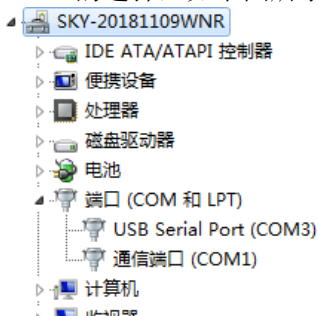 SKY-20181109WNR
IDE ATA/ATAPI 控制器
便携设备
处理器
磁盘驱动器
电池
端口 (COM 和 LPT)
USB Serial Port (COM3)
通信端口 (COM1)
计算机